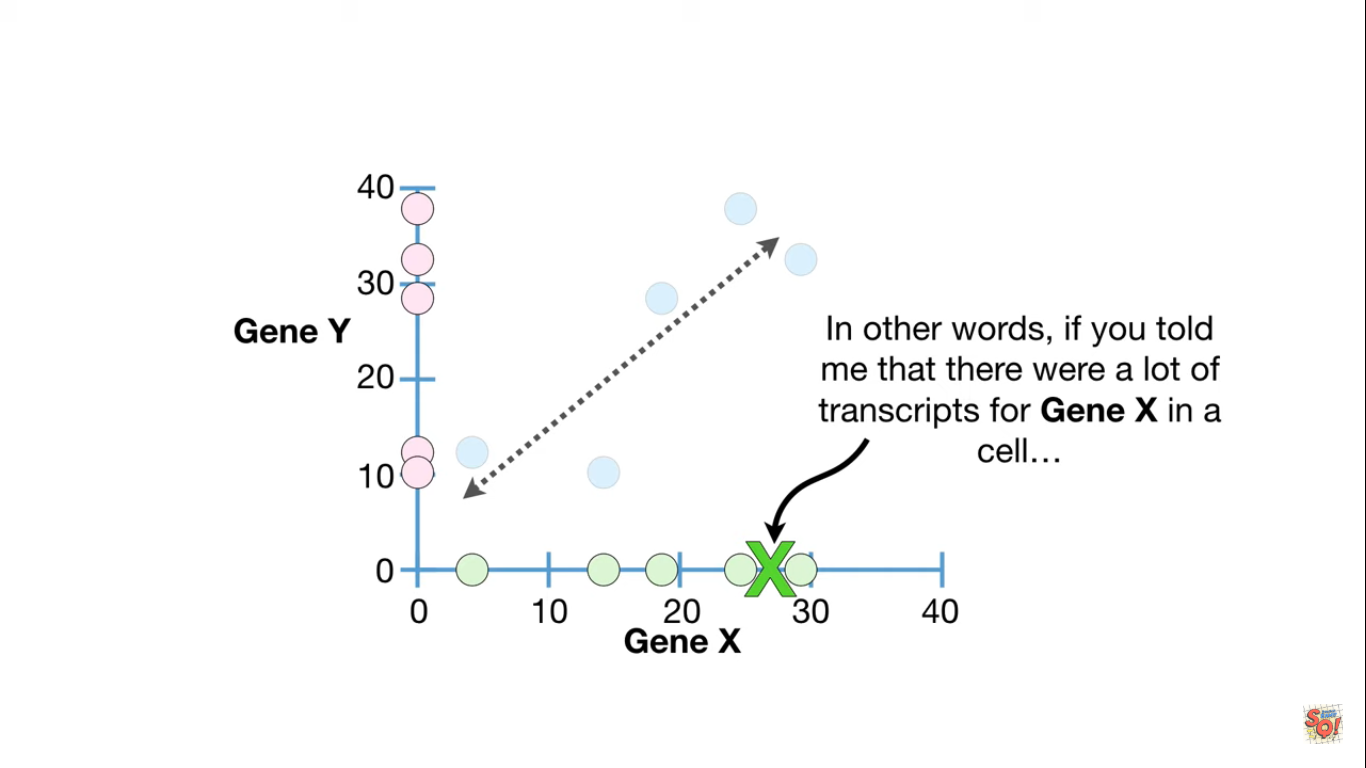 40
30
Gene Y
20
10
0
0 10 20 30 40
Gene X
In other words, if you told
me that there were a lot of
transcripts for Gene X in a
cell…
X
SQ!